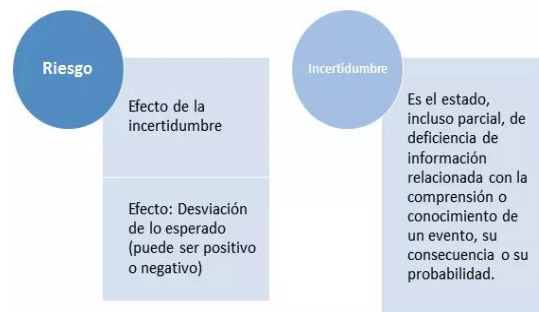 Riesgo
Efecto de la
incertidumbre
Efecto: Desviación
de lo esperado
(puede ser positivo
o negativo)
Incertidumbre
Es el estado,
incluso parcial, de
deficiencia de
información
relacionada con la
comprensión o
conocimiento de
un evento, su
consecuencia o su
probabilidad.